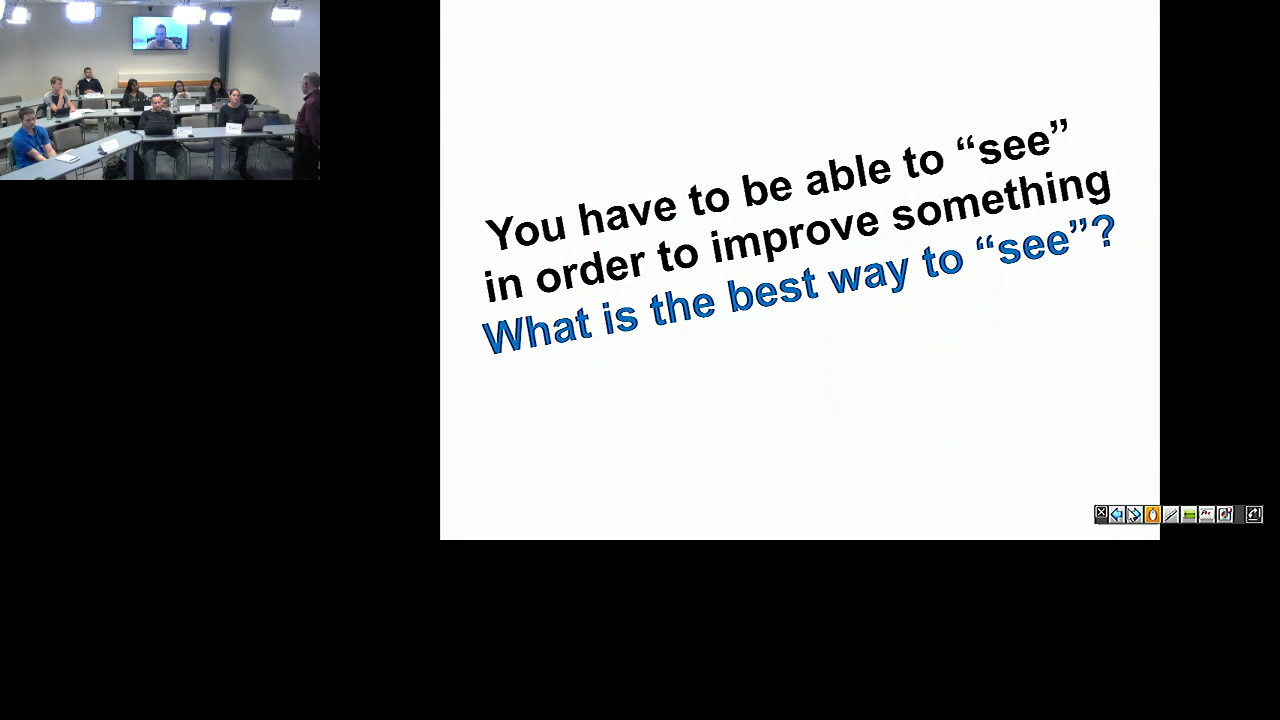 You have to be able to “see”
in order to improve something
What is the best way to “see”?